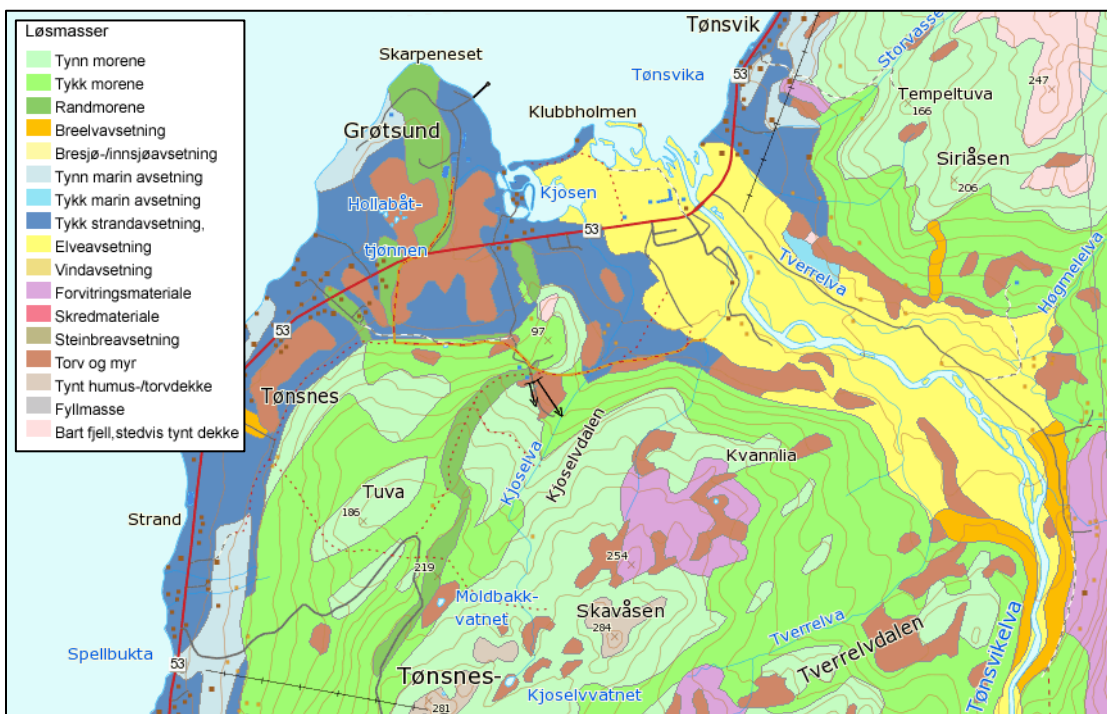 Løsmasser
Tynn morene
Tykk morene
Randmorene
Breelvavsetning
Bresjø-/innsjøavsetning
Tynn marin avsetning
Tykk marin avsetning
Tykk strandavsetning,
Elveavsetning
Vindavsetning
Forvitringsmateriale
Skredmateriale
Steinbreavsetning
Torv og myr
Tynt humus-/torvdekke
Fyllmasse
Bart fjell,stedvis tynt dekke
Tønsvik
Skarpeneset
Tønsvika
53
Storvasse
247
Tempeltuva
166
Klubbholmen
Grøtsund
Siriåsen
206
Kjosen
Hollabåt-
tjønnen
53
Tverrelva
Høgmelelva
53
97
Tønsnes
Kjoselva
Kjoselvdalen
Kvannlia
Tuva
186
Strand
254
219
Moldbakk-
vatnet
Skavåsen
284
Tverrelva
Tverrelvdalen
Spellbukta
53
Tønsnes-
Kjoselvvatnet
281
Tønsvikelva